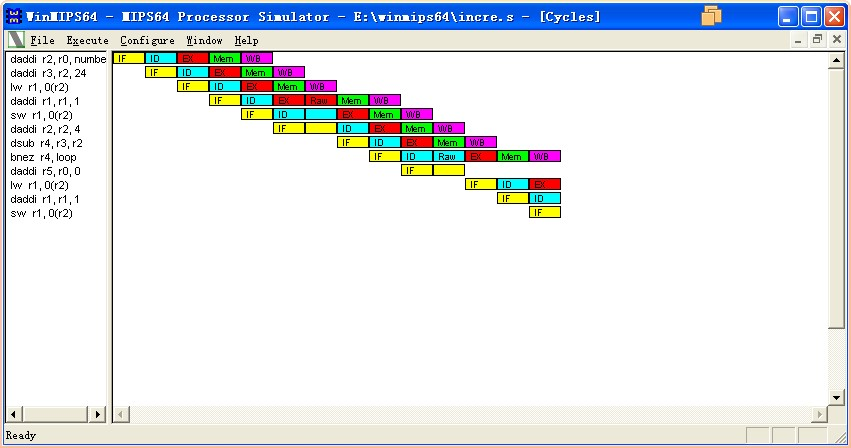 WinMIPS64 - MIPS64 Processor Simulator - E:\winmips64\incre.s - [Cycles]
File Execute Configure Window Help
daddi r2, r0, numbe IF ID EX Mem WB
daddi r3, r2, 24 IF ID EX Mem WB
lw r1, 0(r2) IF ID EX Mem WB
daddi r1, r1, 1 IF ID EX Raw Mem WB
sw r1, 0(r2) IF ID EX Mem WB
daddi r2, r2, 4 IF ID EX Mem WB
dsub r4, r3, r2 IF ID EX Mem WB
bnez r4, loop IF ID Raw EX Mem WB
daddi r5, r0, 0 IF
lw r1, 0(r2) IF ID EX
daddi r1, r1, 1 IF ID
sw r1, 0(r2) IF
Ready